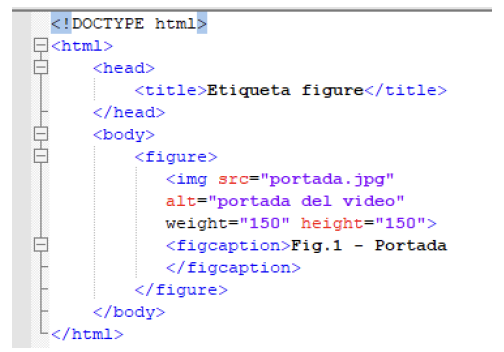 <!DOCTYPE html>
<html>
<head>
<title>Etiqueta figure</title>
</head>
<body>
<figure>
<img src="portada.jpg"
alt="portada del video"
weight="150" height="150">
<figcaption>Fig.1 - Portada
</figcaption>
</figure>
</body>
</html>